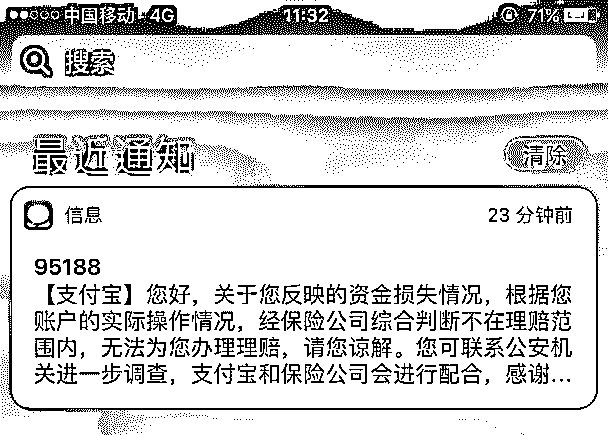 中国移动 4G 11:32 71%
搜索
最近通知 清除
信息 23 分钟前
95188
【支付宝】您好，关于您反映的资金损失情况，根据您
账户的实际操作情况，经保险公司综合判断不在理赔范
围内，无法为您办理理赔，请您谅解。您可联系公安机
关进一步调查，支付宝和保险公司会进行配合，感谢...